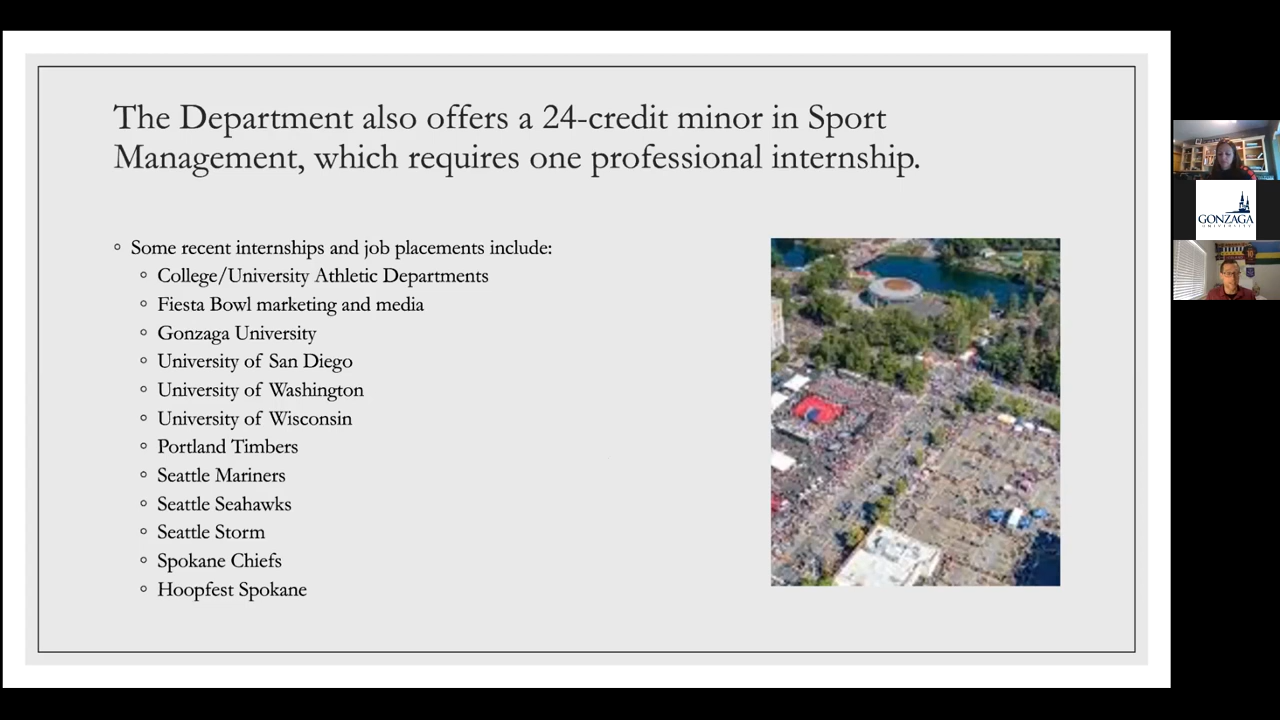 The Department also offers a 24-credit minor in Sport
Management, which requires one professional internship.
Some recent internships and job placements include:
College/University Athletic Departments
Fiesta Bowl marketing and media
Gonzaga University
University of San Diego
University of Washington
University of Wisconsin
Portland Timbers
Seattle Mariners
Seattle Seahawks
Seattle Storm
Spokane Chiefs
Hoopfest Spokane
GONZAGA
UNIVERSITY